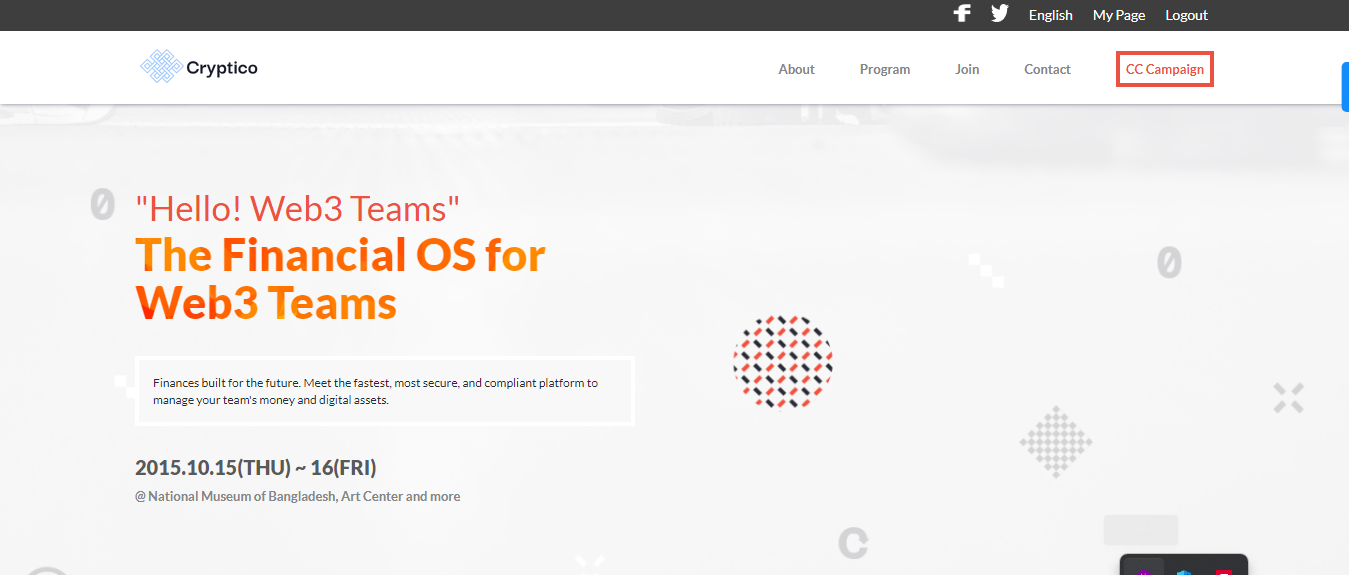 English My Page Logout
Cryptico
About Program Join Contact CC Campaign
"Hello! Web3 Teams"
The Financial OS for
Web3 Teams
Finances built for the future. Meet the fastest, most secure, and compliant platform to
manage your team's money and digital assets.
2015.10.15(THU) ~ 16(FRI)
@ National Museum of Bangladesh, Art Center and more